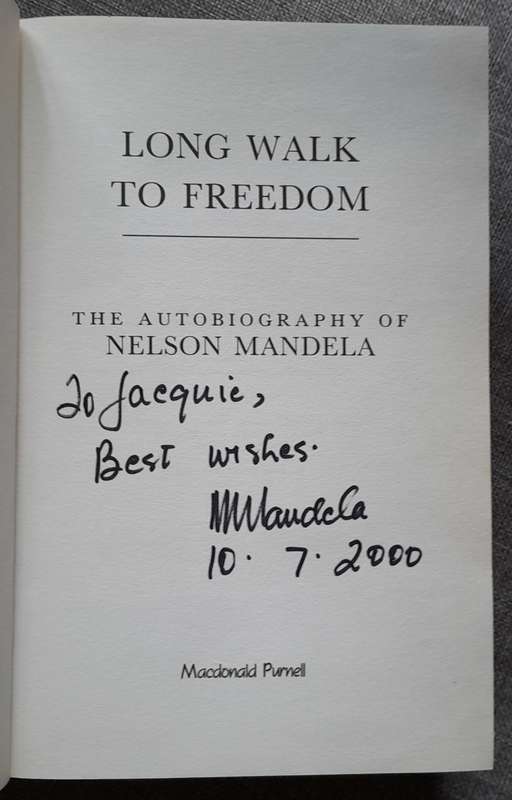 LONG WALK
TO FREEDOM
THE AUTOBIOGRAPHY OF
NELSON MANDELA
To Jacquie,
Best wishes.
NMandela
10. 7. 2000
Macdonald Purnell